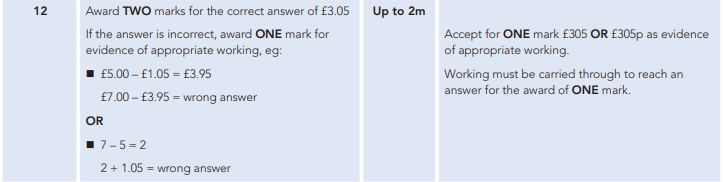 12
Award TWO marks for the correct answer of £3.05
If the answer is incorrect, award ONE mark for
evidence of appropriate working, eg:
■ £5.00 – £1.05 = £3.95
£7.00 – £3.95 = wrong answer
OR
■ 7 – 5 = 2
2 + 1.05 = wrong answer
Up to 2m
Accept for ONE mark £305 OR £305p as evidence
of appropriate working.
Working must be carried through to reach an
answer for the award of ONE mark.